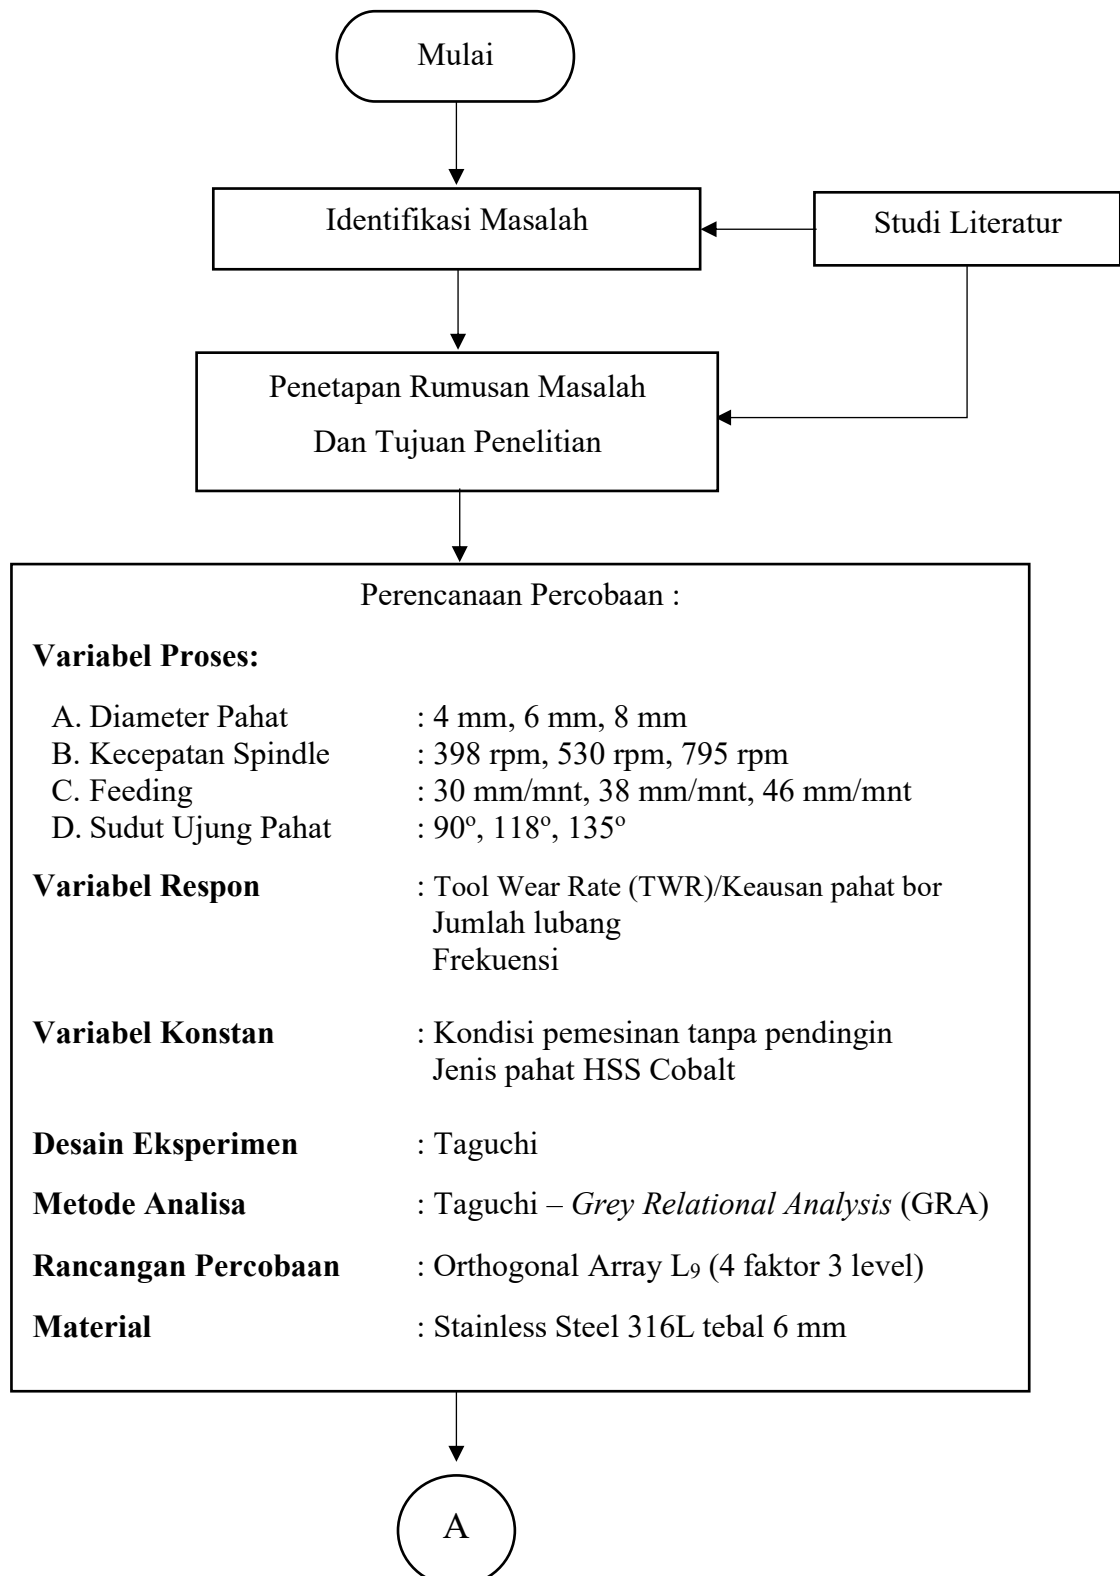 Mulai
Identifikasi Masalah
Studi Literatur
Penetapan Rumusan Masalah
Dan Tujuan Penelitian
Perencanaan Percobaan :
Variabel Proses:
A. Diameter Pahat : 4 mm, 6 mm, 8 mm
B. Kecepatan Spindle : 398 rpm, 530 rpm, 795 rpm
C. Feeding : 30 mm/mnt, 38 mm/mnt, 46 mm/mnt
D. Sudut Ujung Pahat : 90º, 118º, 135º
Variabel Respon : Tool Wear Rate (TWR)/Keausan pahat bor
Jumlah lubang
Frekuensi
Variabel Konstan : Kondisi pemesinan tanpa pendingin
Jenis pahat HSS Cobalt
Desain Eksperimen : Taguchi
Metode Analisa : Taguchi – Grey Relational Analysis (GRA)
Rancangan Percobaan : Orthogonal Array L₉ (4 faktor 3 level)
Material : Stainless Steel 316L tebal 6 mm
A